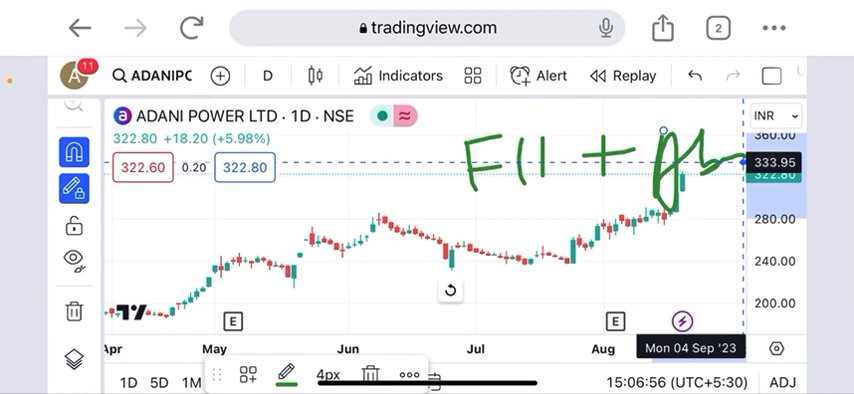 tradingview.com 2
A 11 ADANIPC D Indicators Alert Replay
ADANI POWER LTD · 1D · NSE INR
322.80 +18.20 (+5.98%) 360.00
322.60 0.20 322.80 333.95
322.80
FII +
280.00
240.00
200.00
E E
Apr May Jun Jul Aug Mon 04 Sep '23
1D 5D 1M 4px 15:06:56 (UTC+5:30) ADJ